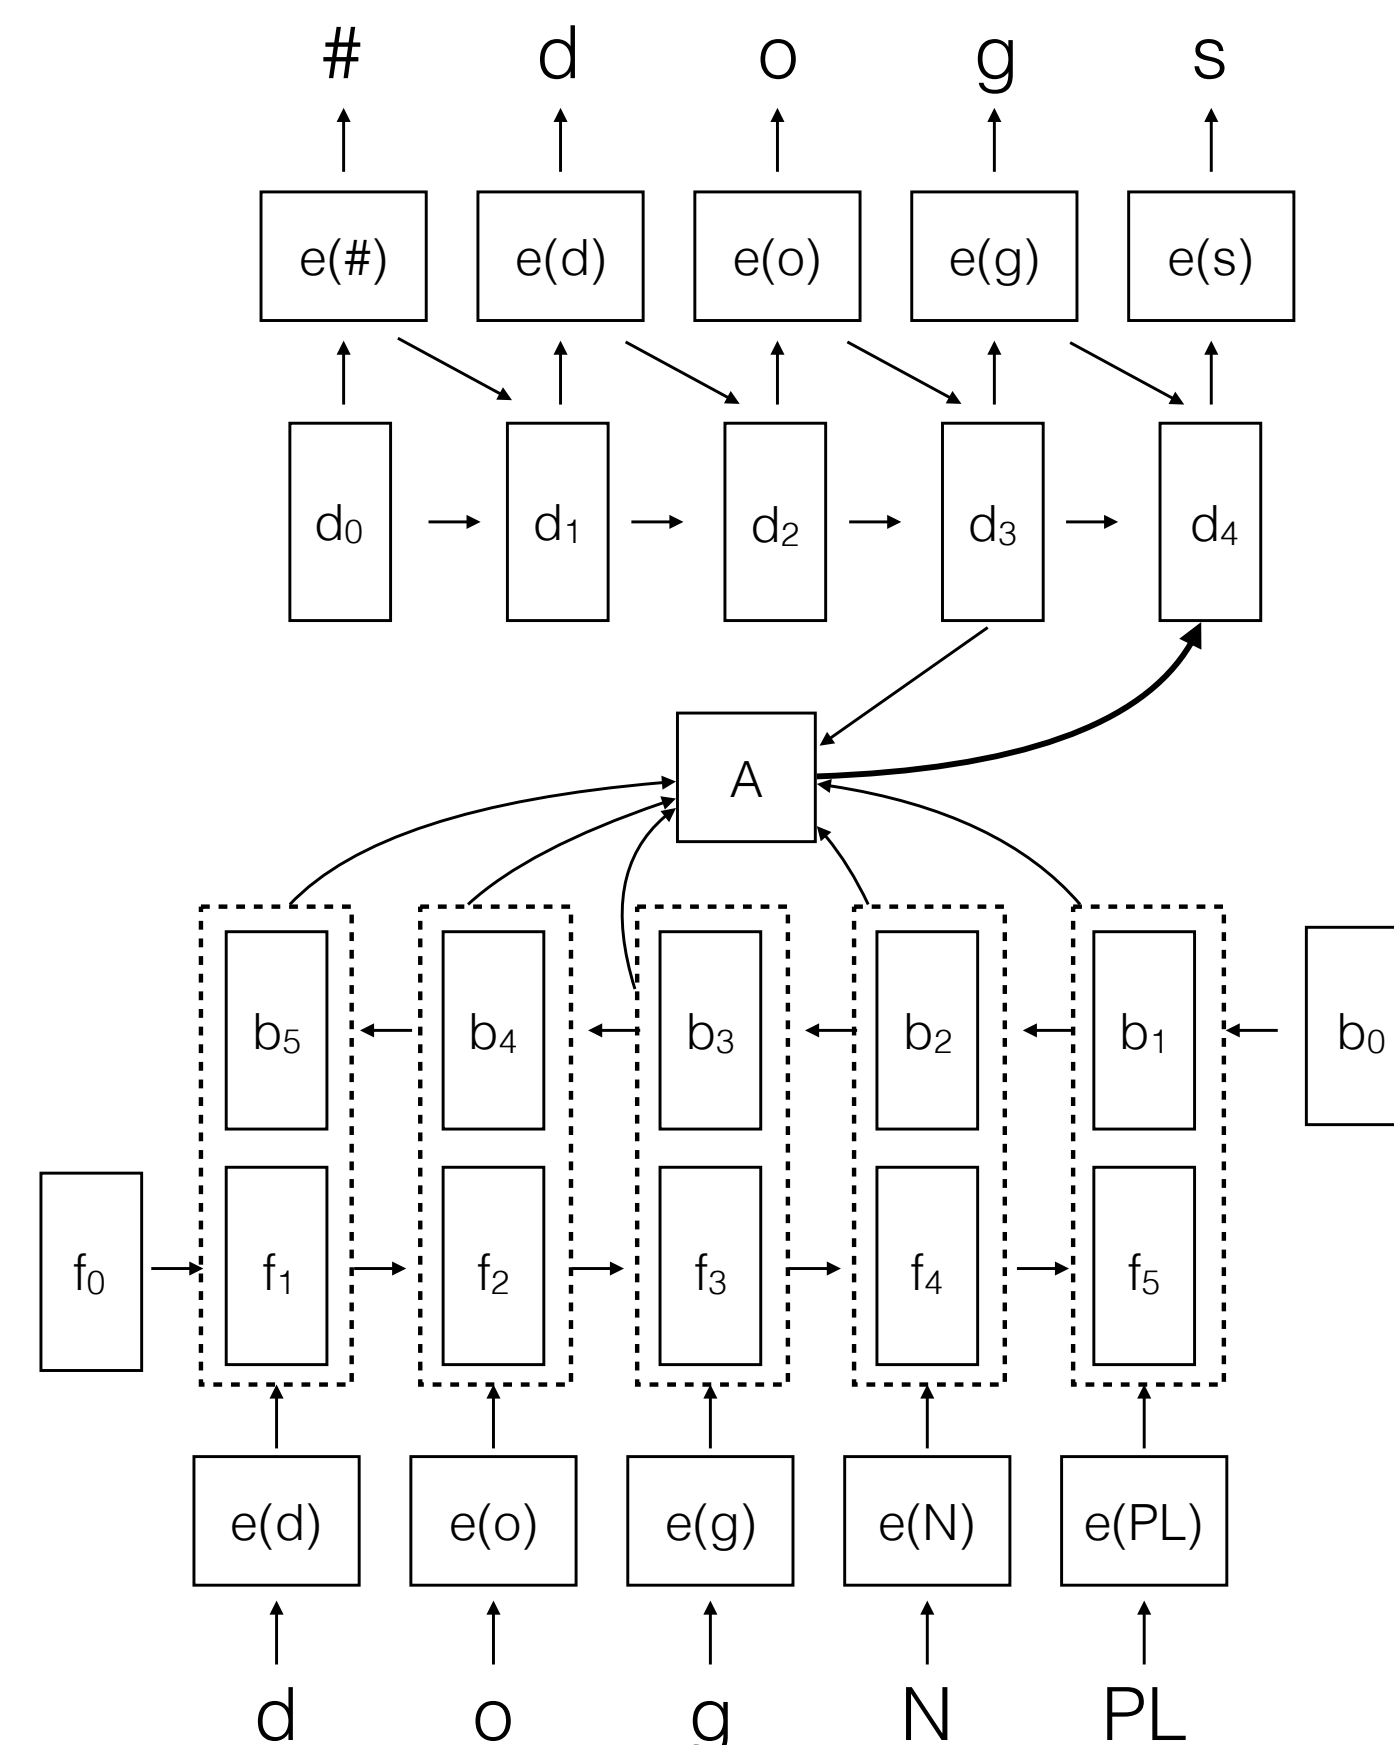 # d o g s
e(#) e(d) e(o) e(g) e(s)
d0 d1 d2 d3 d4
A
b5 b4 b3 b2 b1 b0
f0 f1 f2 f3 f4 f5
e(d) e(o) e(g) e(N) e(PL)
d o g N PL